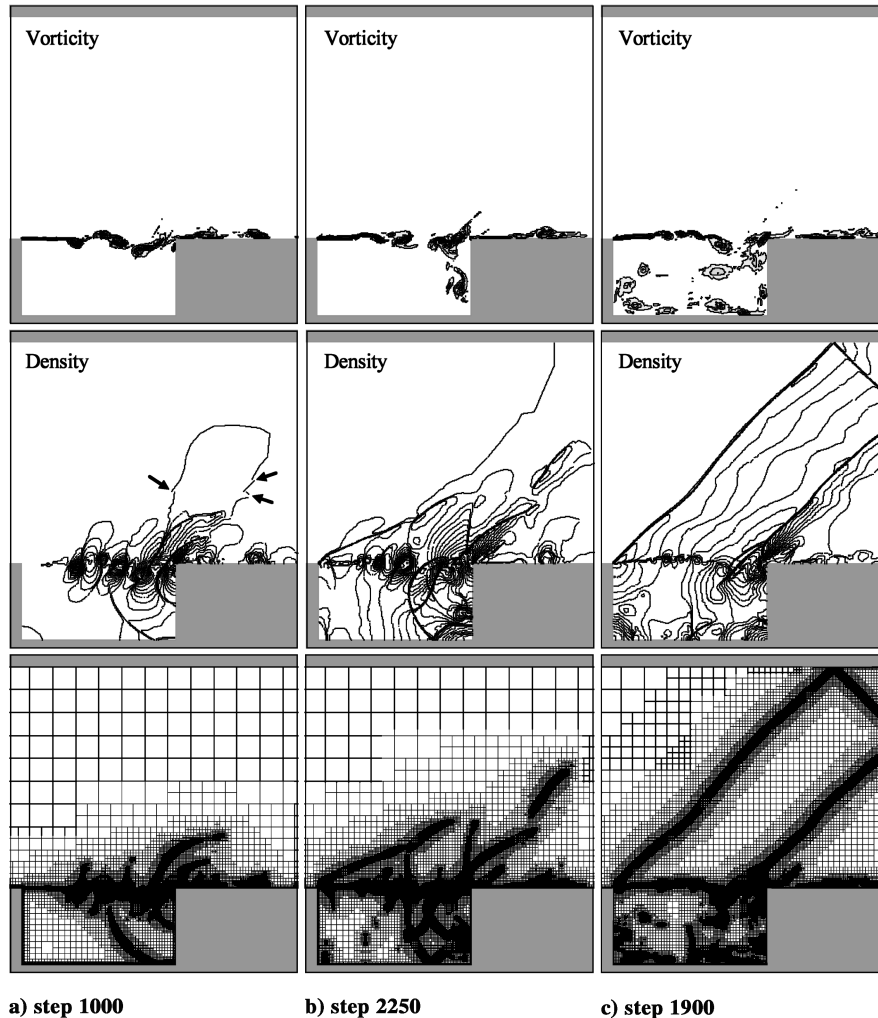 Vorticity
Vorticity
Vorticity
Density
Density
Density
a) step 1000
b) step 2250
c) step 1900